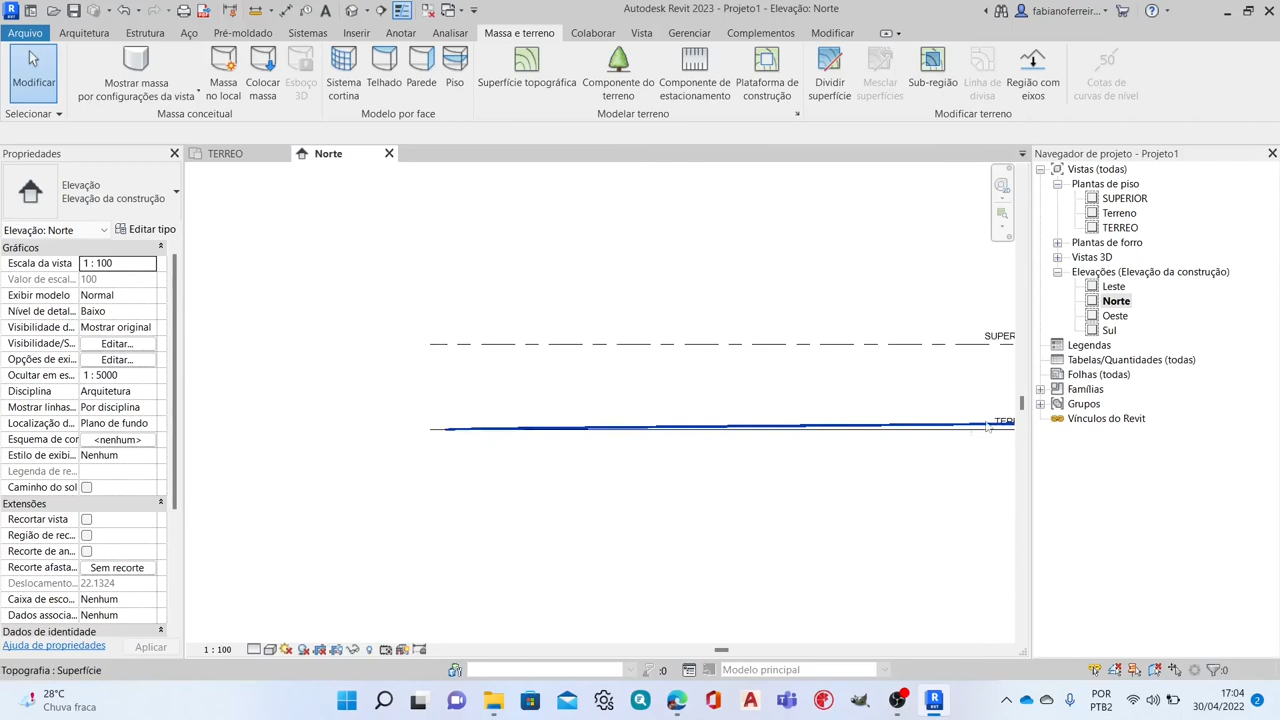 Autodesk Revit 2023 - Projeto1 - Elevação: Norte
fabianoferreir...
Arquivo Arquitetura Estrutura Aço Pré-moldado Sistemas Inserir Anotar Analisar Massa e terreno Colaborar Vista Gerenciar Complementos Modificar
Modificar
Mostrar massa
por configurações da vista
Massa
no local
Colocar
massa
Esboço
3D
Sistema
cortina
Telhado
Parede
Piso
Superfície topográfica
Componente do
terreno
Componente de
estacionamento
Plataforma de
construção
Dividir
superfície
Mesclar
superfícies
Sub-região
Linha de
divisa
Região com
eixos
Cotas de
curvas de nível
Selecionar
Massa conceitual
Modelo por face
Modelar terreno
Modificar terreno
Propriedades
TERREO
Norte
Navegador de projeto - Projeto1
Elevação
Elevação da construção
Elevação: Norte
Editar tipo
Gráficos
Escala da vista 1 : 100
Valor de escal... 100
Exibir modelo Normal
Nível de detal... Baixo
Visibilidade d... Mostrar original
Visibilidade/S... Editar...
Opções de exi... Editar...
Ocultar em es... 1 : 5000
Disciplina Arquitetura
Mostrar linhas... Por disciplina
Localização d... Plano de fundo
Esquema de cor <nenhum>
Estilo de exibi... Nenhum
Legenda de re...
Caminho do sol
Extensões
Recortar vista
Região de rec...
Recorte de an...
Recorte afasta... Sem recorte
Deslocamento... 22.1324
Caixa de esco... Nenhum
Dados associa... Nenhum
Dados de identidade
Ajuda de propriedades
Aplicar
SUPER
TER
Vistas (todas)
Plantas de piso
SUPERIOR
Terreno
TERREO
Plantas de forro
Vistas 3D
Elevações (Elevação da construção)
Leste
Norte
Oeste
Sul
Legendas
Tabelas/Quantidades (todas)
Folhas (todas)
Famílias
Grupos
Vínculos do Revit
1 : 100
Topografia : Superfície
:0
Modelo principal
:0
28°C
Chuva fraca
POR
PTB2
17:04
30/04/2022
2